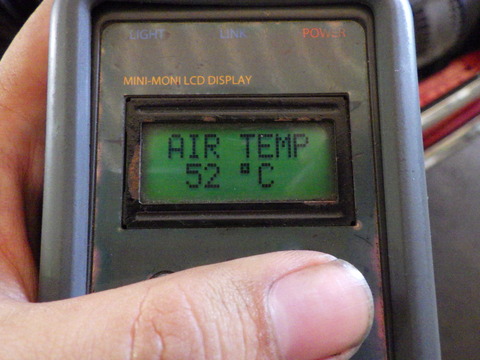 LIGHT LINK POWER
MINI-MONI LCD DISPLAY
AIR TEMP
52 °C